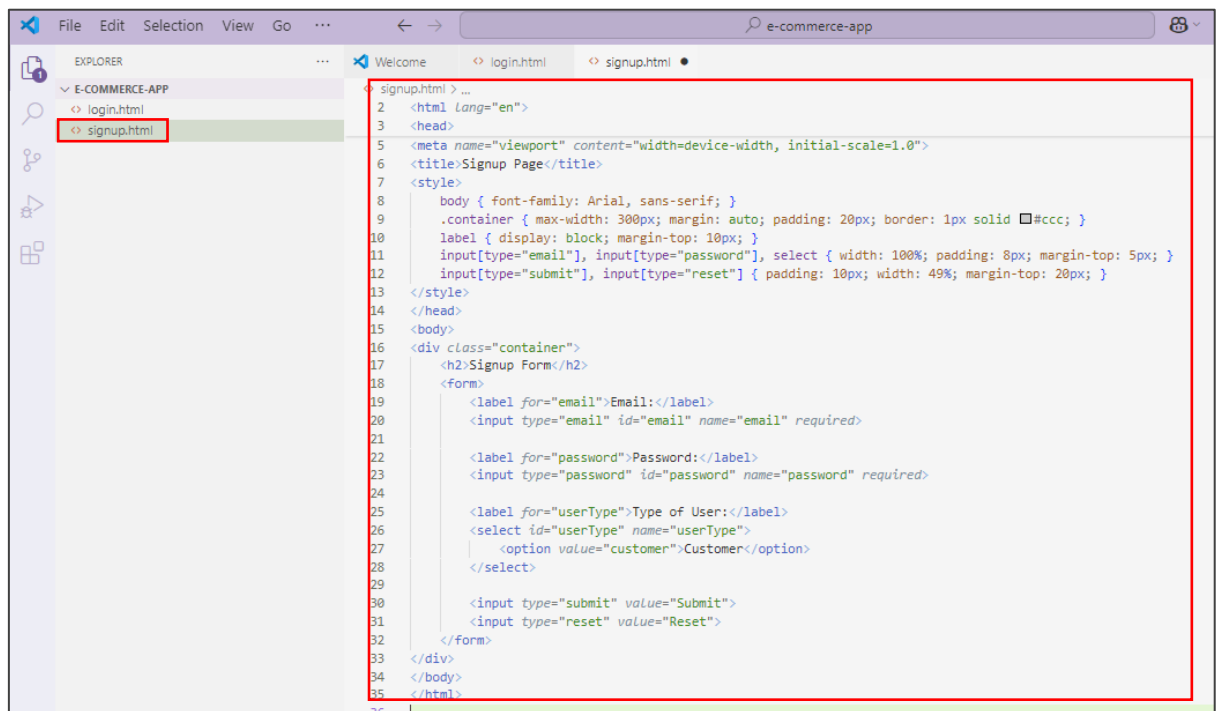 File Edit Selection View Go ... e-commerce-app
EXPLORER ...
1
Welcome login.html signup.html
E-COMMERCE-APP
login.html
signup.html
signup.html > ...
2 <html lang="en">
3 <head>
5 <meta name="viewport" content="width=device-width, initial-scale=1.0">
6 <title>Signup Page</title>
7 <style>
8 body { font-family: Arial, sans-serif; }
9 .container { max-width: 300px; margin: auto; padding: 20px; border: 1px solid #ccc; }
10 label { display: block; margin-top: 10px; }
11 input[type="email"], input[type="password"], select { width: 100%; padding: 8px; margin-top: 5px; }
12 input[type="submit"], input[type="reset"] { padding: 10px; width: 49%; margin-top: 20px; }
13 </style>
14 </head>
15 <body>
16 <div class="container">
17 <h2>Signup Form</h2>
18 <form>
19 <label for="email">Email:</label>
20 <input type="email" id="email" name="email" required>
21
22 <label for="password">Password:</label>
23 <input type="password" id="password" name="password" required>
24
25 <label for="userType">Type of User:</label>
26 <select id="userType" name="userType">
27 <option value="customer">Customer</option>
28 </select>
29
30 <input type="submit" value="Submit">
31 <input type="reset" value="Reset">
32 </form>
33 </div>
34 </body>
35 </html>